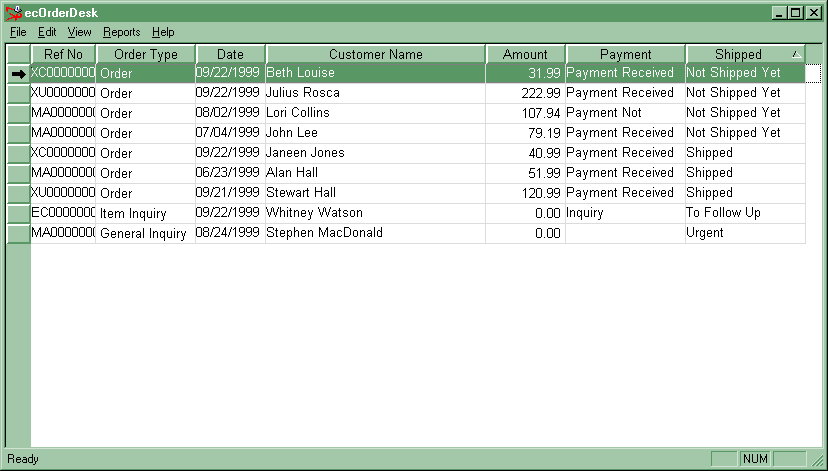 ecOrderDesk
File Edit View Reports Help
Ref No Order Type Date Customer Name Amount Payment Shipped
XC0000000 Order 09/22/1999 Beth Louise 31.99 Payment Received Not Shipped Yet
XU0000000 Order 09/22/1999 Julius Rosca 222.99 Payment Received Not Shipped Yet
MA0000000 Order 08/02/1999 Lori Collins 107.94 Payment Not Not Shipped Yet
MA0000000 Order 07/04/1999 John Lee 79.19 Payment Received Not Shipped Yet
XC0000000 Order 09/22/1999 Janeen Jones 40.99 Payment Received Shipped
MA0000000 Order 06/23/1999 Alan Hall 51.99 Payment Received Shipped
XU0000000 Order 09/21/1999 Stewart Hall 120.99 Payment Received Shipped
EC0000000 Item Inquiry 09/22/1999 Whitney Watson 0.00 Inquiry To Follow Up
MA0000000 General Inquiry 08/24/1999 Stephen MacDonald 0.00 Urgent
Ready NUM